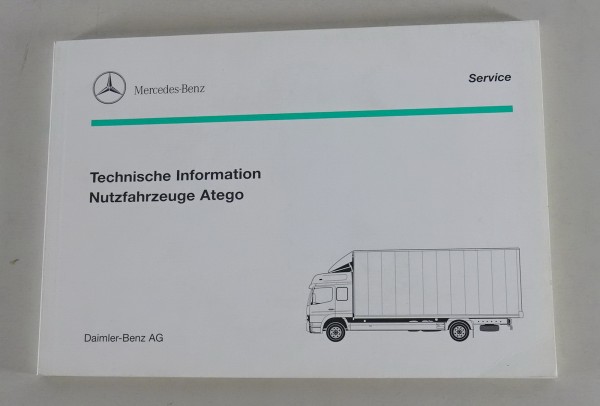 Mercedes-Benz
Service
Technische Information
Nutzfahrzeuge Atego
Daimler-Benz AG